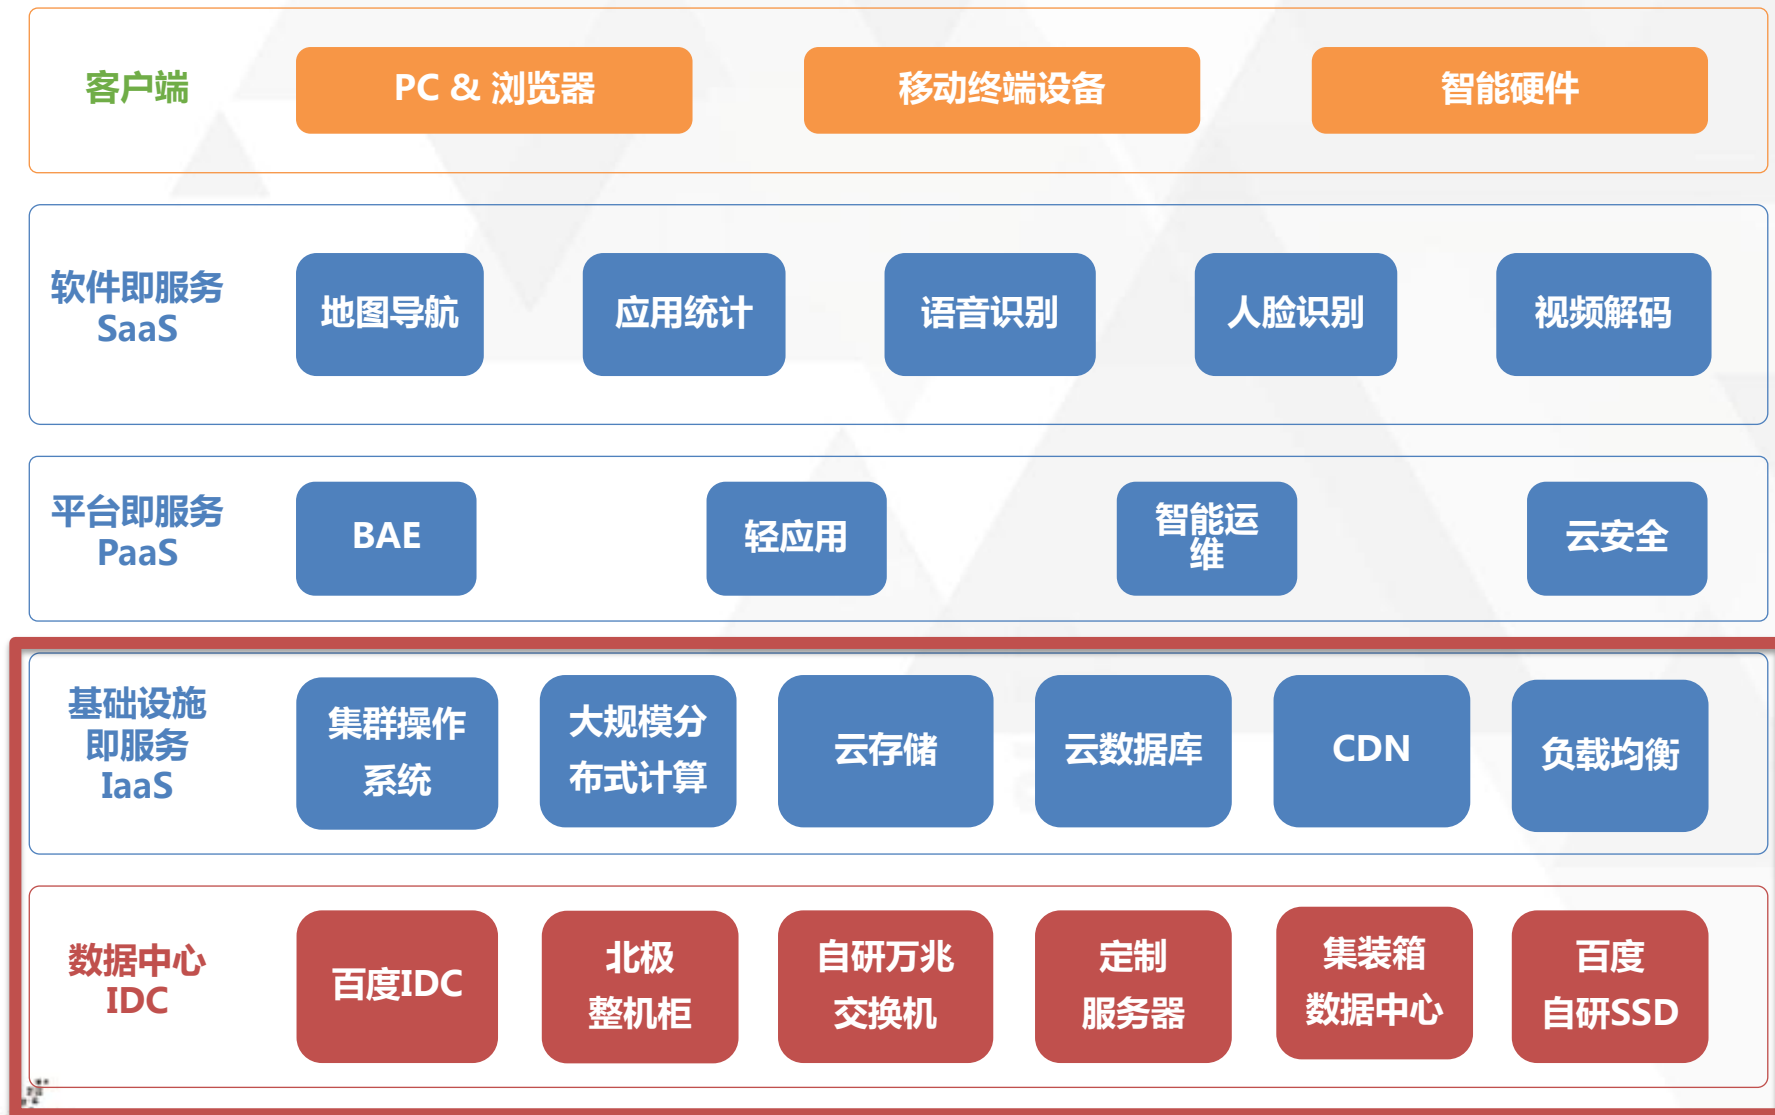 客户端
PC & 浏览器
移动终端设备
智能硬件
软件即服务
SaaS
地图导航
应用统计
语音识别
人脸识别
视频解码
平台即服务
PaaS
BAE
轻应用
智能运
维
云安全
基础设施
即服务
IaaS
集群操作
系统
大规模分
布式计算
云存储
云数据库
CDN
负载均衡
数据中心
IDC
百度IDC
北极
整机柜
自研万兆
交换机
定制
服务器
集装箱
数据中心
百度
自研SSD